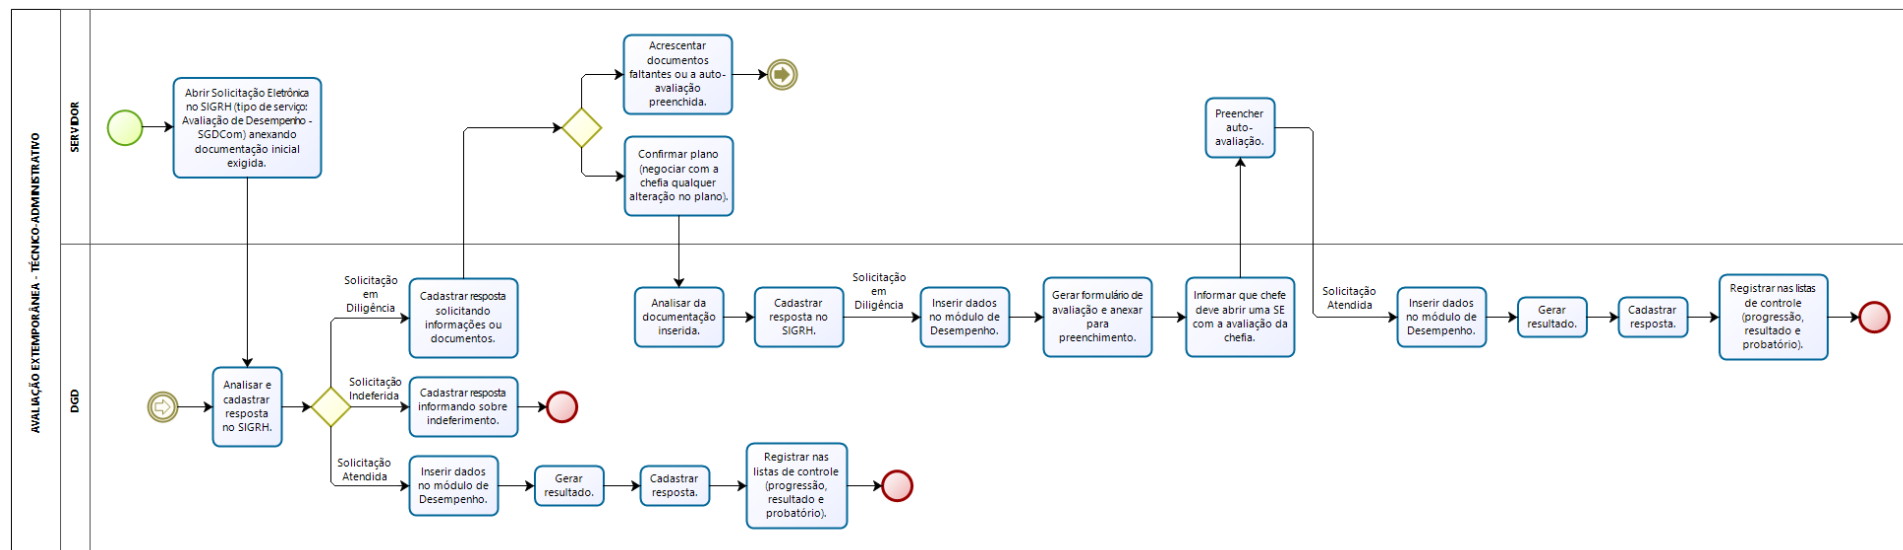 AVALIAÇÃO EXTEMPORÂNEA - TÉCNICO-ADMINISTRATIVO
SERVIDOR
Abrir Solicitação Eletrônica
no SIGRH (tipo de serviço:
Avaliação de Desempenho -
SGDCom) anexando
documentação inicial
exigida.
Acrescentar
documentos
faltantes ou a auto-
avaliação
preenchida.
Confirmar plano
(negociar com a
chefia qualquer
alteração no plano).
Preencher
auto-
avaliação.
DGD
Analisar e
cadastrar
resposta
no SIGRH.
Solicitação
em
Diligência
Cadastrar resposta
solicitando
informações ou
documentos.
Solicitação
Indeferida
Cadastrar resposta
informando sobre
indeferimento.
Solicitação
Atendida
Inserir dados
no módulo de
Desempenho.
Gerar
resultado.
Cadastrar
resposta.
Registrar nas
listas de controle
(progressão,
resultado e
probatório).
Analisar da
documentação
inserida.
Cadastrar
resposta no
SIGRH.
Solicitação
em
Diligência
Inserir dados
no módulo de
Desempenho.
Gerar formulário de
avaliação e anexar
para
preenchimento.
Informar que chefe
deve abrir uma SE
com a avaliação da
chefia.
Solicitação
Atendida
Inserir dados
no módulo de
Desempenho.
Gerar
resultado.
Cadastrar
resposta.
Registrar nas listas
de controle
(progressão,
resultado e
probatório).